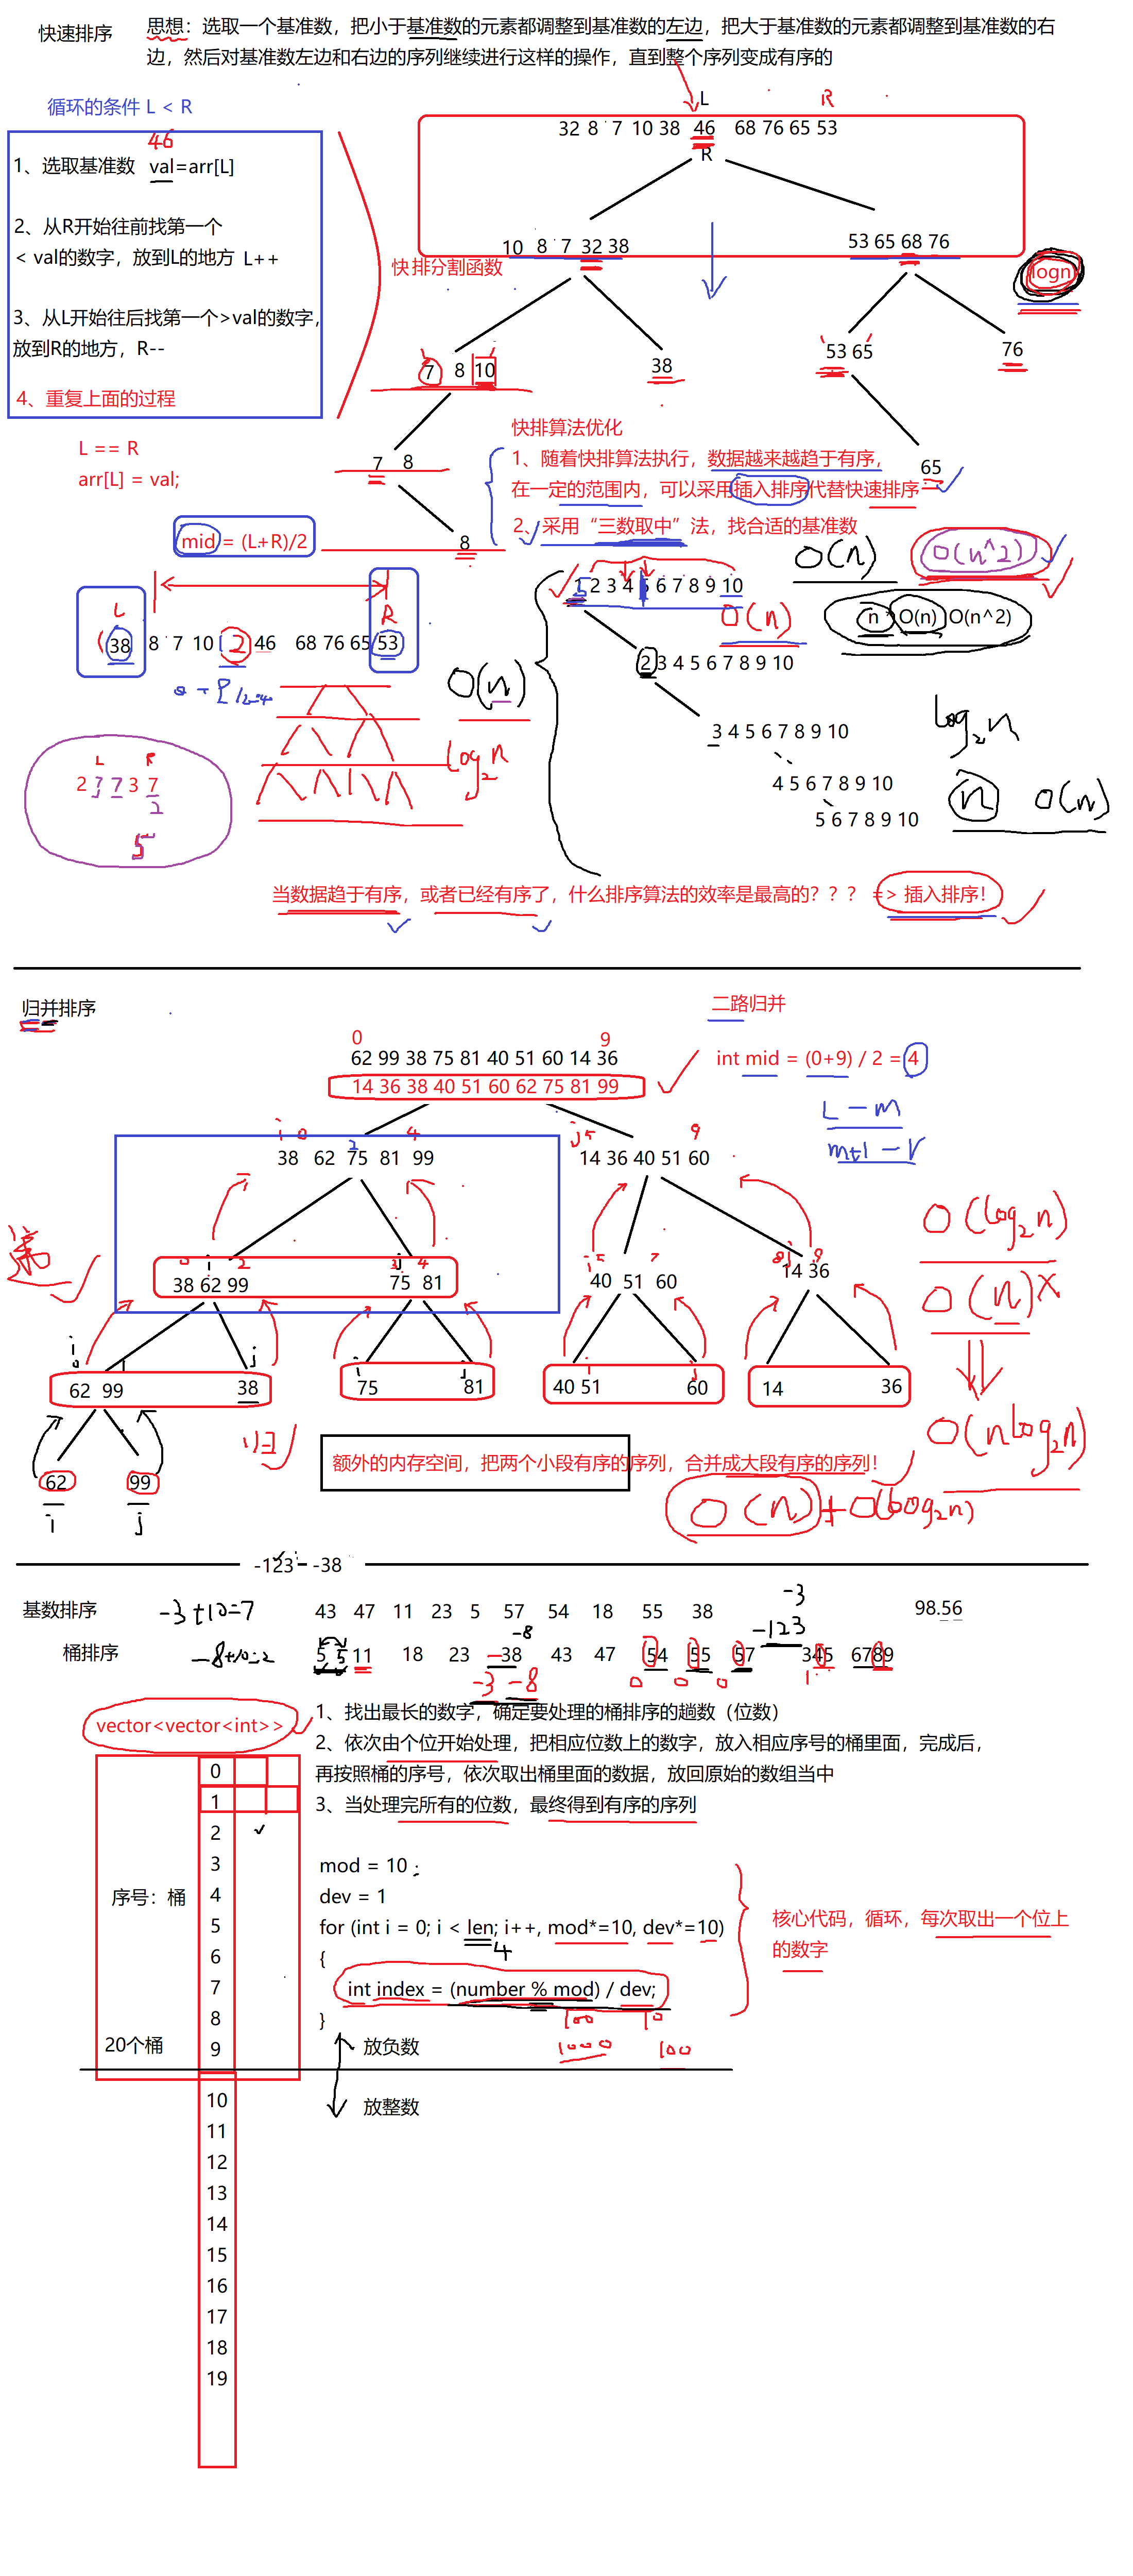 快速排序
思想：选取一个基准数，把小于基准数的元素都调整到基准数的左边，把大于基准数的元素都调整到基准数的右
边，然后对基准数左边和右边的序列继续进行这样的操作，直到整个序列变成有序的
循环的条件 L < R
L R
46
32 8 7 10 38 46 68 76 65 53
R
1、选取基准数 val=arr[L]
2、从R开始往前找第一个
< val的数字，放到L的地方 L++
3、从L开始往后找第一个>val的数字，
放到R的地方，R--
4、重复上面的过程
10 8 7 32 38
53 65 68 76
快排分割函数
logn
7 8 10
38
53 65
76
L == R
arr[L] = val;
7 8
65
8
快排算法优化
1、随着快排算法执行，数据越来越趋于有序，
在一定的范围内，可以采用插入排序代替快速排序
2、采用“三数取中”法，找合适的基准数
mid = (L+R)/2
O(n)
O(n^2)
1 2 3 4 5 6 7 8 9 10
5
O(n)
n * O(n) O(n^2)
L R
38 8 7 10 2 46 68 76 65 53
2 3 4 5 6 7 8 9 10
O(n)
log2n
3 4 5 6 7 8 9 10
log2n
4 5 6 7 8 9 10
n O(n)
5 6 7 8 9 10
L R
2 7 3 7
2
5
当数据趋于有序，或者已经有序了，什么排序算法的效率是最高的？？？ => 插入排序！
归并排序
二路归并
0 9
62 99 38 75 81 40 51 60 14 36
14 36 38 40 51 60 62 75 81 99
int mid = (0+9) / 2 = 4
L - m
m+1 - r
i 0 2 4
38 62 75 81 99
j 5 9
14 36 40 51 60
O(log2n)
O(n) X
递
0 i 2
38 62 99
3 j 4
75 81
i 5 7
40 51 60
8 j 9
14 36
i j
62 99 38
i j
75 81
i j
40 51 60
14 36
O(nlog2n)
归
额外的内存空间，把两个小段有序的序列，合并成大段有序的序列！
62 99
i j
O(n)+O(log2n)
-123 - -38
基数排序
-3+10=7
43 47 11 23 5 57 54 18 55 38
-3
-123
98.56
-8
桶排序
-8+10=2
5 5 11 18 23 -38 43 47 54 55 57 345 6789
-3 -8
0 0 0
vector<vector<int>>
1、找出最长的数字，确定要处理的桶排序的趟数（位数）
2、依次由个位开始处理，把相应位数上的数字，放入相应序号的桶里面，完成后，
再按照桶的序号，依次取出桶里面的数据，放回原始的数组当中
3、当处理完所有的位数，最终得到有序的序列
0
1
2
3
4
5
6
7
8
9
序号：桶
20个桶
mod = 10 ;
dev = 1
for (int i = 0; i < len; i++, mod*=10, dev*=10)
4
{
int index = (number % mod) / dev;
}
100 10
1000 100
核心代码，循环，每次取出一个位上
的数字
放负数
放整数
10
11
12
13
14
15
16
17
18
19